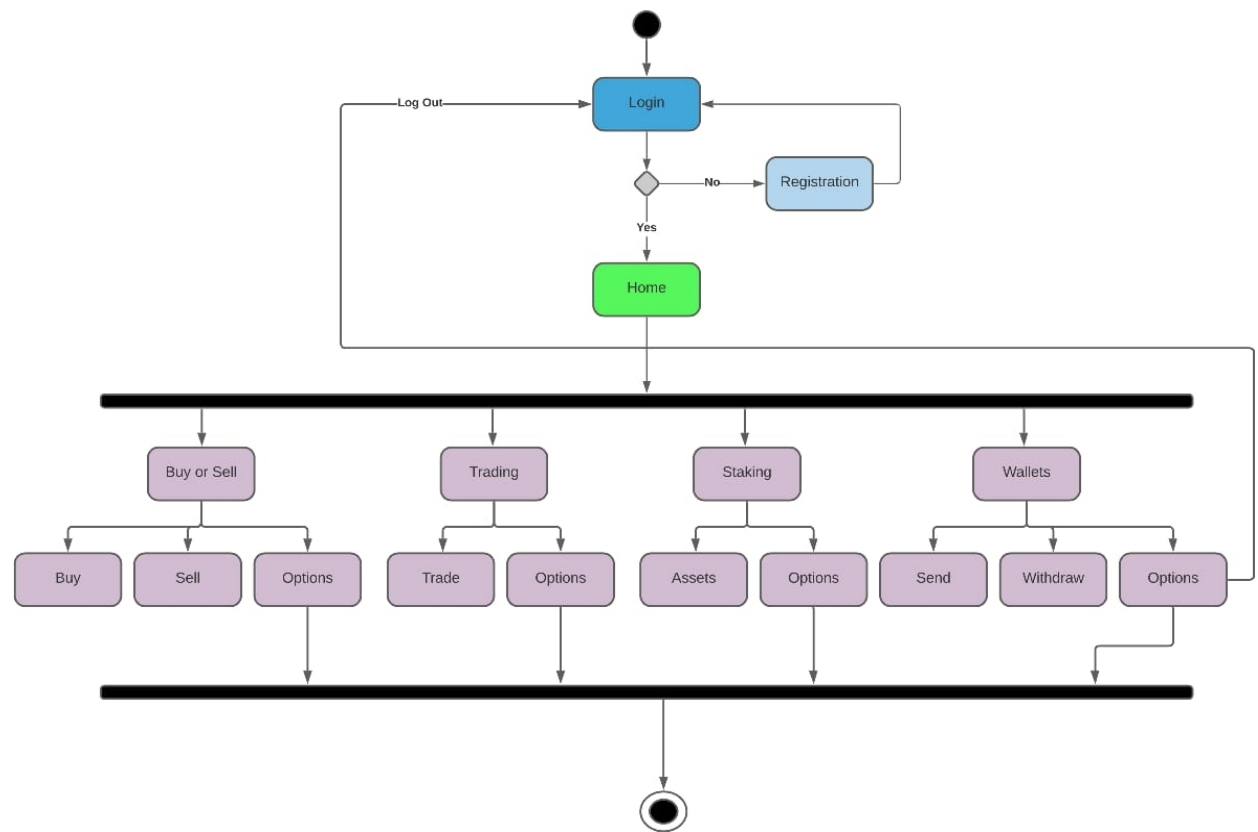 Log Out
Login
No
Registration
Yes
Home
Buy or Sell
Trading
Staking
Wallets
Buy
Sell
Options
Trade
Options
Assets
Options
Send
Withdraw
Options